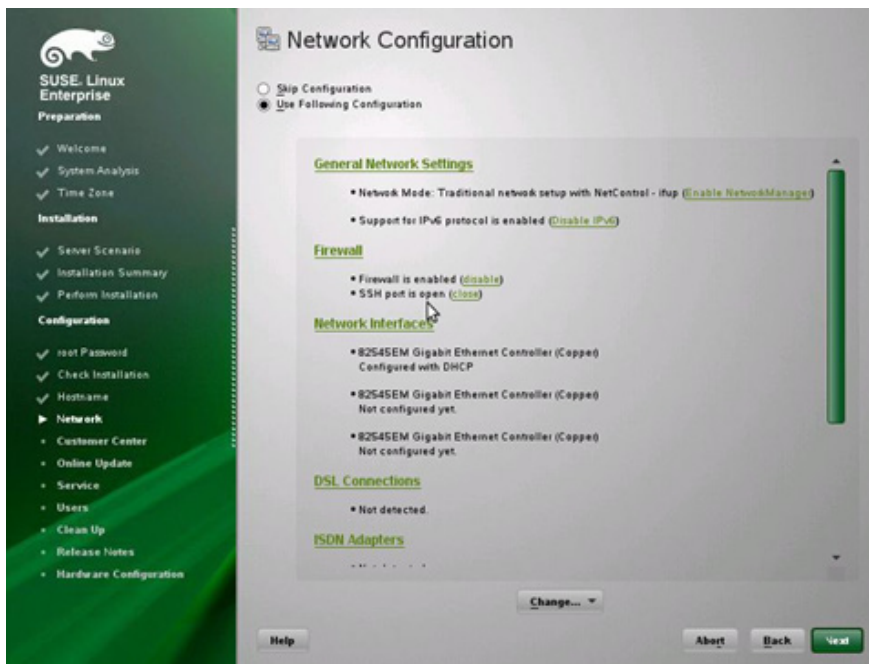 SUSE. Linux
Enterprise
Preparation
Welcome
System Analysis
Time Zone
Installation
Server Scenario
Installation Summary
Perform Installation
Configuration
root Password
Check Installation
Hostname
Network
Customer Center
Online Update
Service
Users
Clean Up
Release Notes
Hardware Configuration
Network Configuration
Skip Configuration
Use Following Configuration
General Network Settings
• Network Mode: Traditional network setup with NetControl - ifup (Enable NetworkManager)
• Support for IPv6 protocol is enabled (Disable IPv6)
Firewall
• Firewall is enabled (disable)
• SSH port is open (close)
Network Interfaces
• 82545EM Gigabit Ethernet Controller (Copper)
Configured with DHCP
• 82545EM Gigabit Ethernet Controller (Copper)
Not configured yet.
• 82545EM Gigabit Ethernet Controller (Copper)
Not configured yet.
DSL Connections
• Not detected.
ISDN Adapters
Change...
Help
Abort
Back
Next